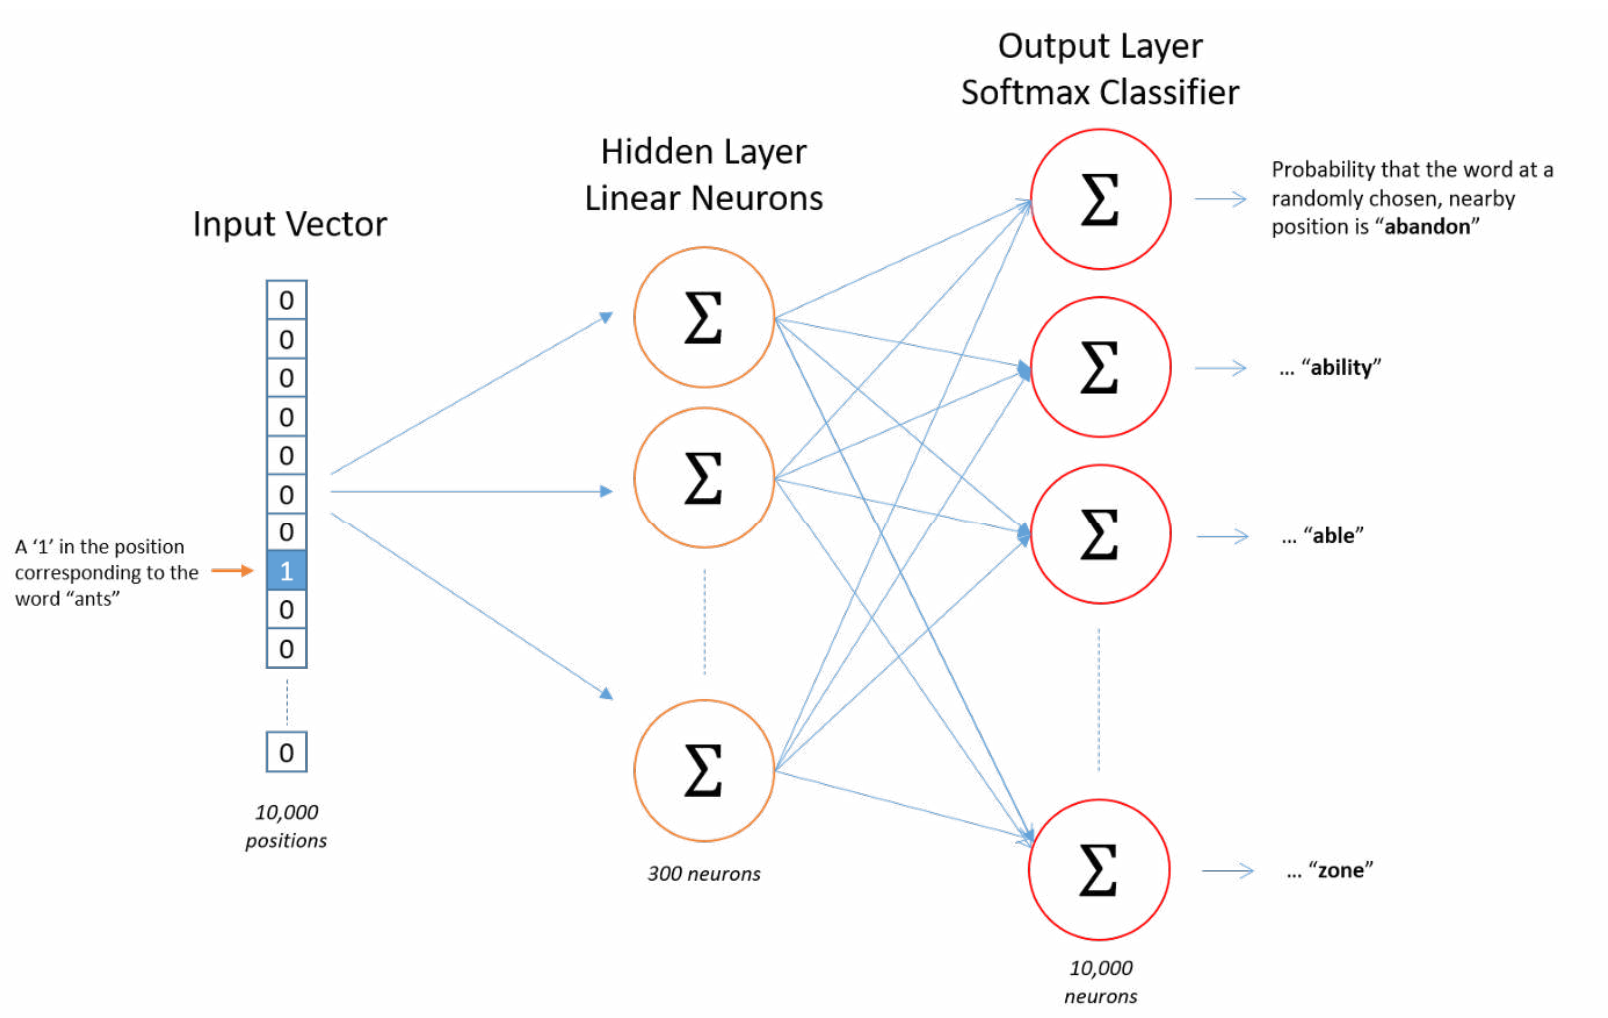 Output Layer
Softmax Classifier
Hidden Layer
Linear Neurons
Input Vector
0
0
0
0
0
0
0
1
0
0
0
A ‘1’ in the position
corresponding to the
word “ants”
10,000
positions
Σ
Σ
Σ
300 neurons
Σ
Σ
Σ
Σ
10,000
neurons
Probability that the word at a
randomly chosen, nearby
position is “abandon”
... “ability”
... “able”
... “zone”